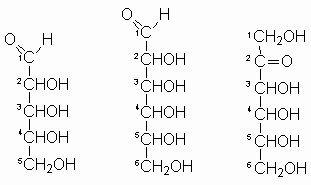 O H
1C
2CHOH
3CHOH
4CHOH
5CH2OH
O H
1C
2CHOH
3CHOH
4CHOH
5CHOH
6CH2OH
1CH2OH
2C=O
3CHOH
4CHOH
5CHOH
6CH2OH